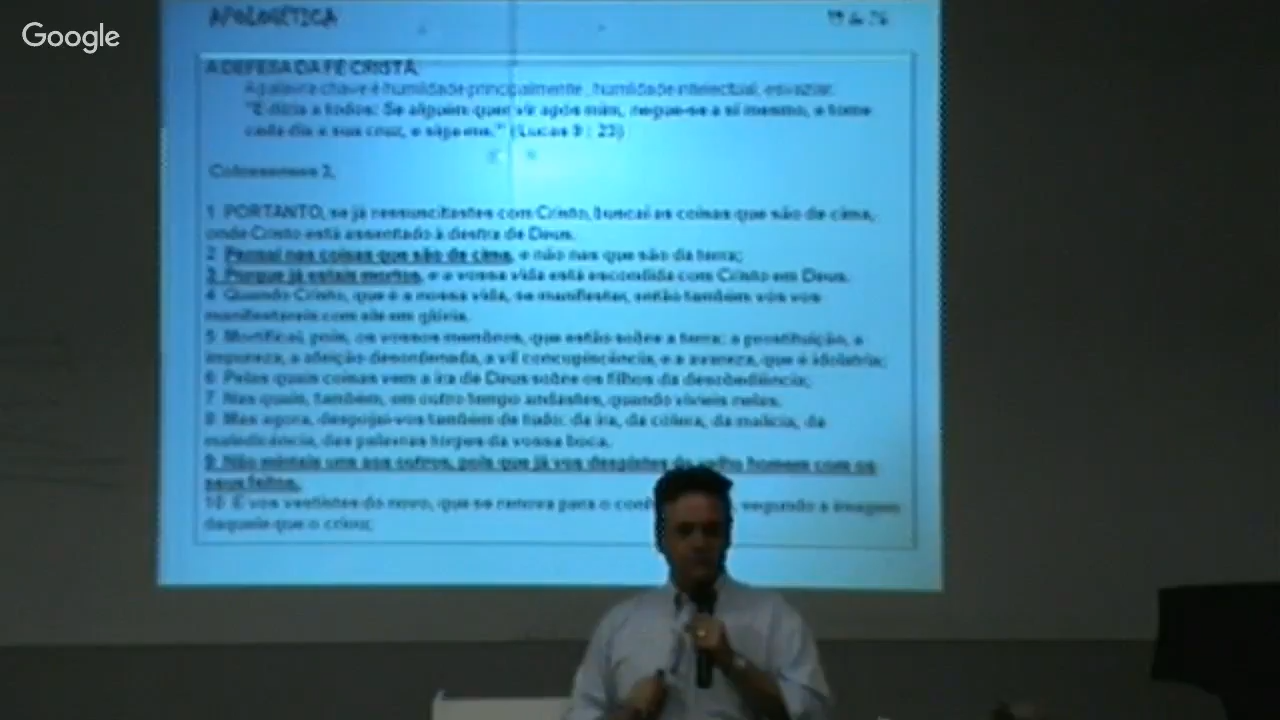 Google
APOLOGÉTICA
A DEFESA DA FÉ CRISTÃ.
A palavra chave é humildade principalmente , humildade intelectual, esvaziar.
"E dizia a todos: Se alguém quer vir após mim, negue-se a si mesmo, e tome
cada dia a sua cruz, e siga-me." (Lucas 9 : 23)
Colossenses 3,
1 PORTANTO, se já ressuscitastes com Cristo, buscai as coisas que são de cima,
onde Cristo está assentado à destra de Deus.
2 Pensai nas coisas que são de cima, e não nas que são da terra;
3 Porque já estais mortos, e a vossa vida está escondida com Cristo em Deus.
4 Quando Cristo, que é a nossa vida, se manifestar, então também vós vos
manifestareis com ele em glória.
5 Mortificai, pois, os vossos membros, que estão sobre a terra: a prostituição, a
impureza, a afeição desordenada, a vil concupiscência, e a avareza, que é idolatria;
6 Pelas quais coisas vem a ira de Deus sobre os filhos da desobediência;
7 Nas quais, também, em outro tempo andastes, quando vivíeis nelas.
8 Mas agora, despojai-vos também de tudo: da ira, da cólera, da malícia, da
maledicência, das palavras torpes da vossa boca.
9 Não mintais uns aos outros, pois que já vos despistes do velho homem com os
seus feitos,
10 E vos vestistes do novo, que se renova para o segundo a imagem
daquele que o criou;